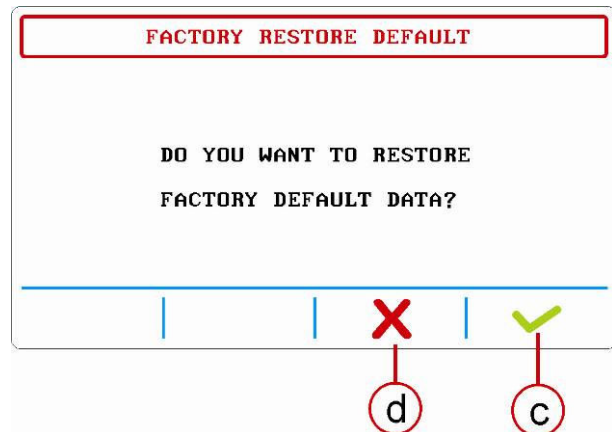 FACTORY RESTORE DEFAULT
DO YOU WANT TO RESTORE
FACTORY DEFAULT DATA?
d
c